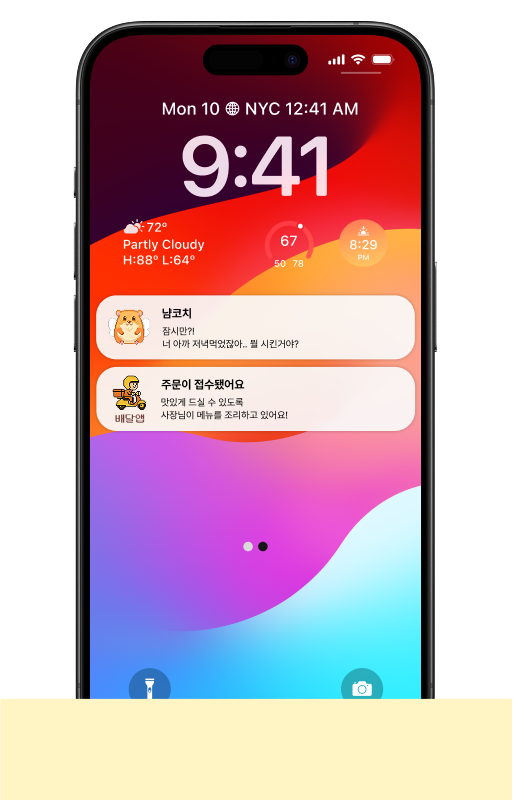 Mon 10 NYC 12:41 AM
9:41
72°
Partly Cloudy
H:88° L:64°
67
50 78
8:29
PM
냠코치
잠시만?!
너 아까 저녁먹었잖아.. 뭘 시킨거야?
주문이 접수됐어요
맛있게 드실 수 있도록
사장님이 메뉴를 조리하고 있어요!
배달앱